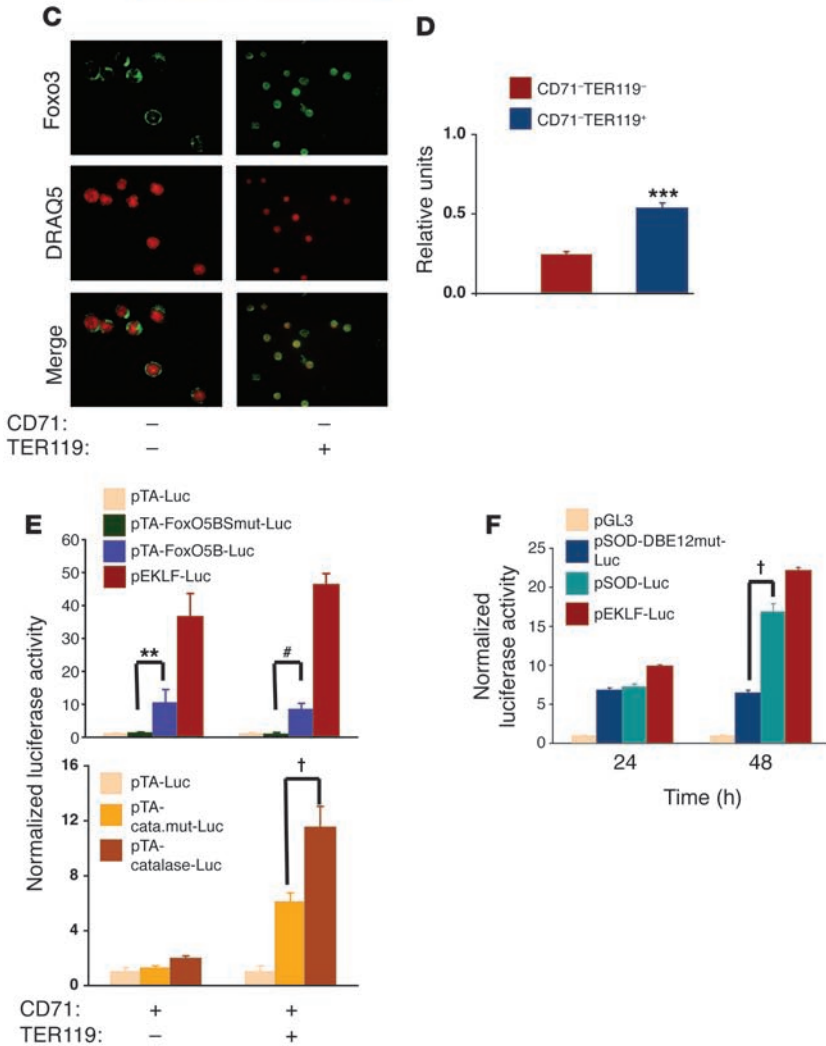 C
Foxo3
DRAQ5
Merge
CD71: – –
TER119: – +
D
CD71⁻TER119⁻
CD71⁻TER119⁺
Relative units
1.0
0.5
0.0
***
E
pTA-Luc
pTA-FoxO5BSmut-Luc
pTA-FoxO5B-Luc
pEKLF-Luc
Normalized luciferase activity
60
50
40
30
20
10
0
**
#
pTA-Luc
pTA-
cata.mut-Luc
pTA-
catalase-Luc
16
12
8
4
0
†
CD71: + +
TER119: – +
F
pGL3
pSOD-DBE12mut-
Luc
pSOD-Luc
pEKLF-Luc
Normalized
luciferase activity
25
20
15
10
5
0
†
24 48
Time (h)